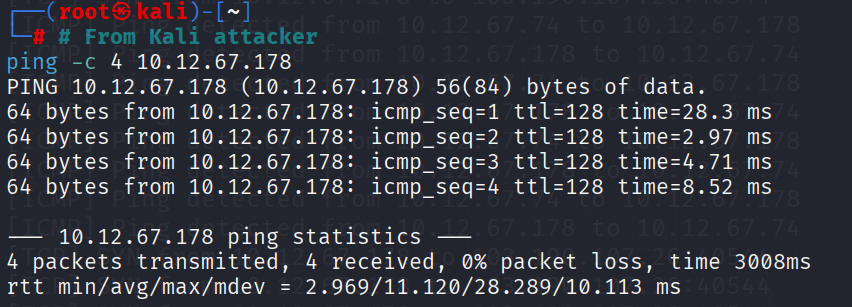 ┌──(root㉿kali)-[~]
└─# # From Kali attacker
ping -c 4 10.12.67.178
PING 10.12.67.178 (10.12.67.178) 56(84) bytes of data.
64 bytes from 10.12.67.178: icmp_seq=1 ttl=128 time=28.3 ms
64 bytes from 10.12.67.178: icmp_seq=2 ttl=128 time=2.97 ms
64 bytes from 10.12.67.178: icmp_seq=3 ttl=128 time=4.71 ms
64 bytes from 10.12.67.178: icmp_seq=4 ttl=128 time=8.52 ms
--- 10.12.67.178 ping statistics ---
4 packets transmitted, 4 received, 0% packet loss, time 3008ms
rtt min/avg/max/mdev = 2.969/11.120/28.289/10.113 ms